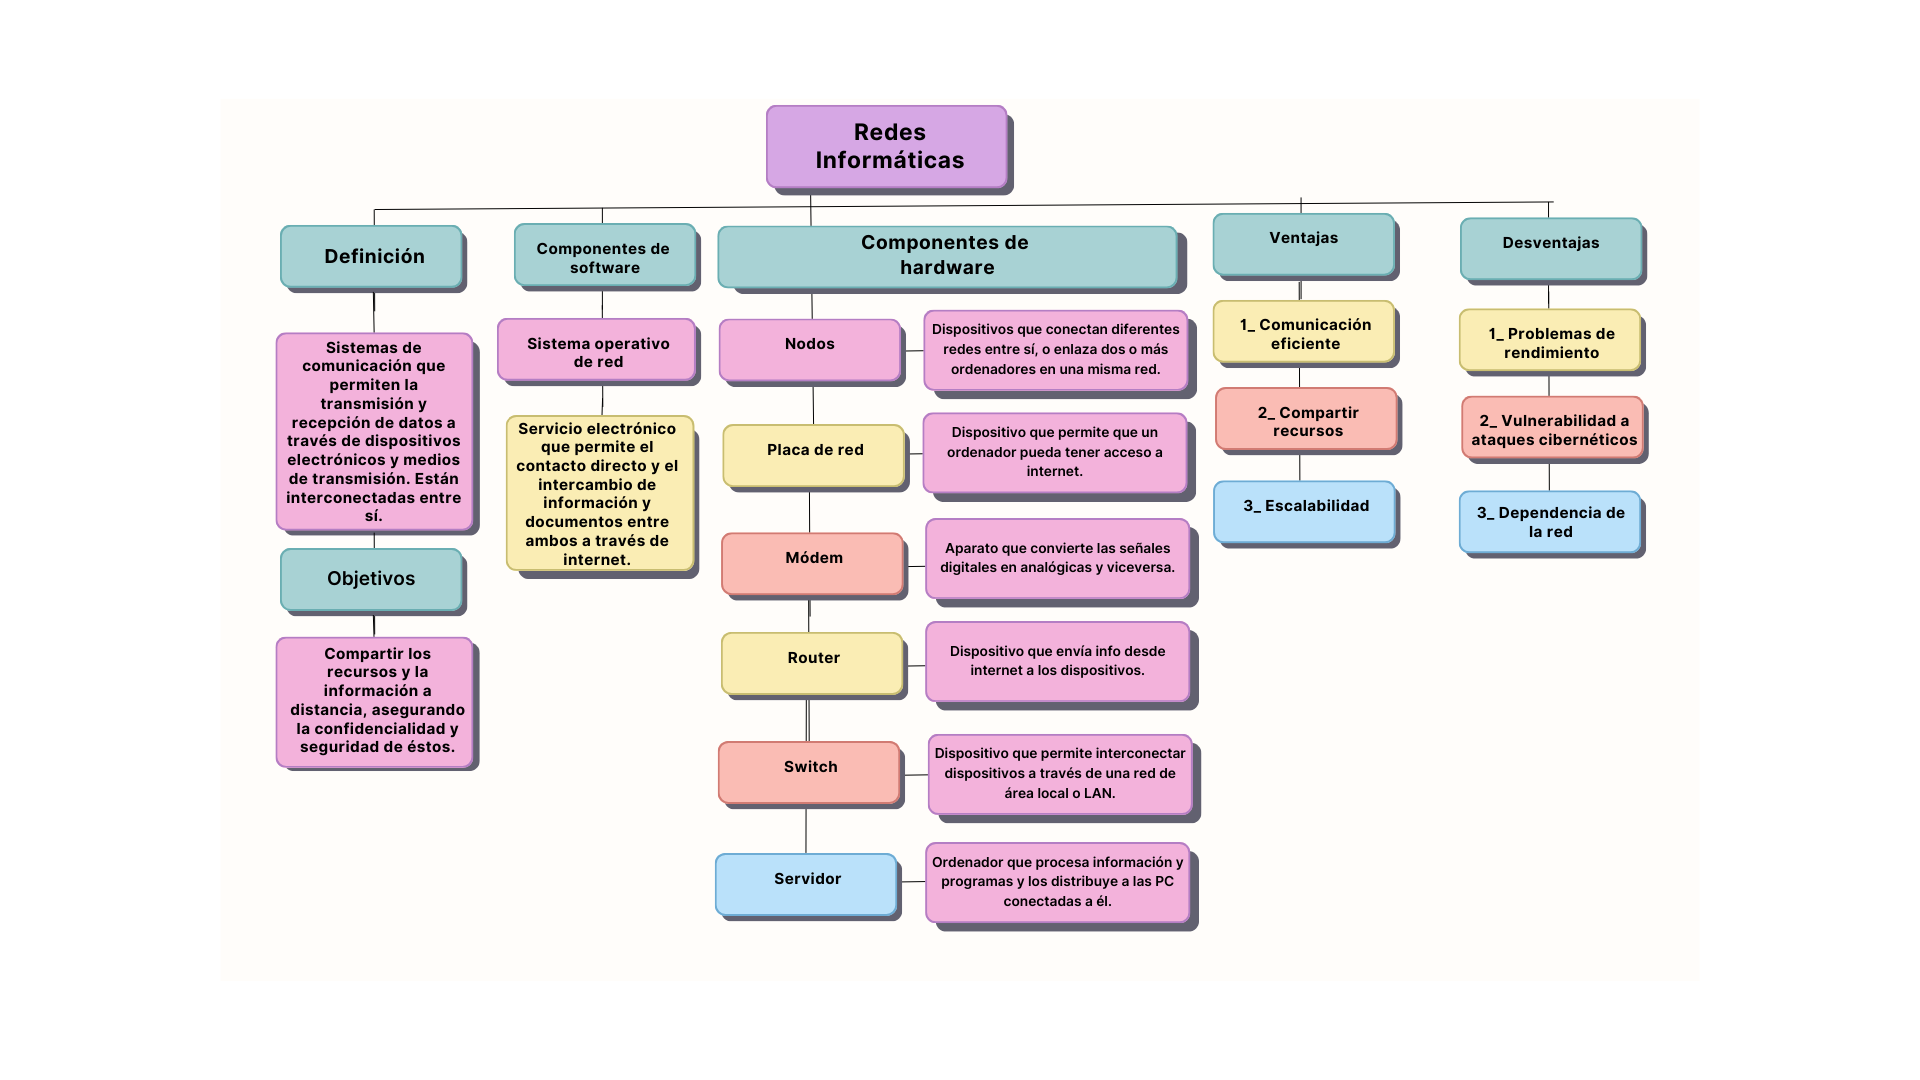 Redes
Informáticas
Definición
Sistemas de
comunicación que
permiten la
transmisión y
recepción de datos a
través de dispositivos
electrónicos y medios
de transmisión. Están
interconectadas entre
sí.
Objetivos
Compartir los
recursos y la
información a
distancia, asegurando
la confidencialidad y
seguridad de éstos.
Componentes de
software
Sistema operativo
de red
Servicio electrónico
que permite el
contacto directo y el
intercambio de
información y
documentos entre
ambos a través de
internet.
Componentes de
hardware
Nodos
Dispositivos que conectan diferentes
redes entre sí, o enlaza dos o más
ordenadores en una misma red.
Placa de red
Dispositivo que permite que un
ordenador pueda tener acceso a
internet.
Módem
Aparato que convierte las señales
digitales en analógicas y viceversa.
Router
Dispositivo que envía info desde
internet a los dispositivos.
Switch
Dispositivo que permite interconectar
dispositivos a través de una red de
área local o LAN.
Servidor
Ordenador que procesa información y
programas y los distribuye a las PC
conectadas a él.
Ventajas
1_ Comunicación
eficiente
2_ Compartir
recursos
3_ Escalabilidad
Desventajas
1_ Problemas de
rendimiento
2_ Vulnerabilidad a
ataques cibernéticos
3_ Dependencia de
la red